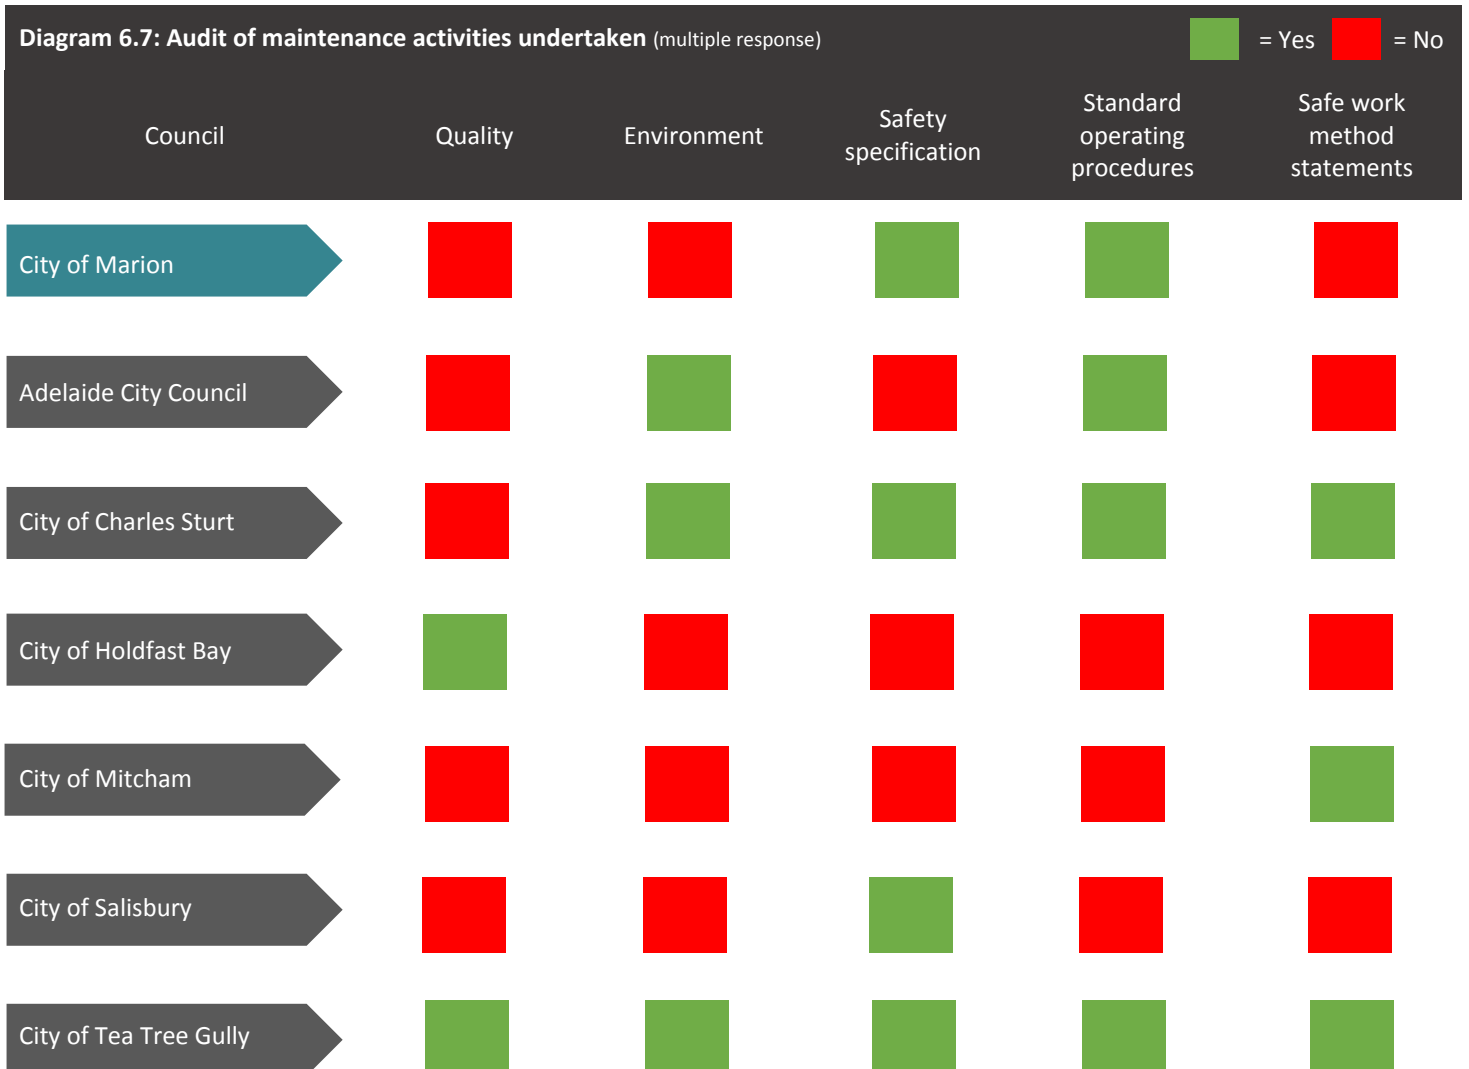 Diagram 6.7: Audit of maintenance activities undertaken (multiple response) = Yes = No
Council
Quality
Environment
Safety
specification
Standard
operating
procedures
Safe work
method
statements
City of Marion
Adelaide City Council
City of Charles Sturt
City of Holdfast Bay
City of Mitcham
City of Salisbury
City of Tea Tree Gully